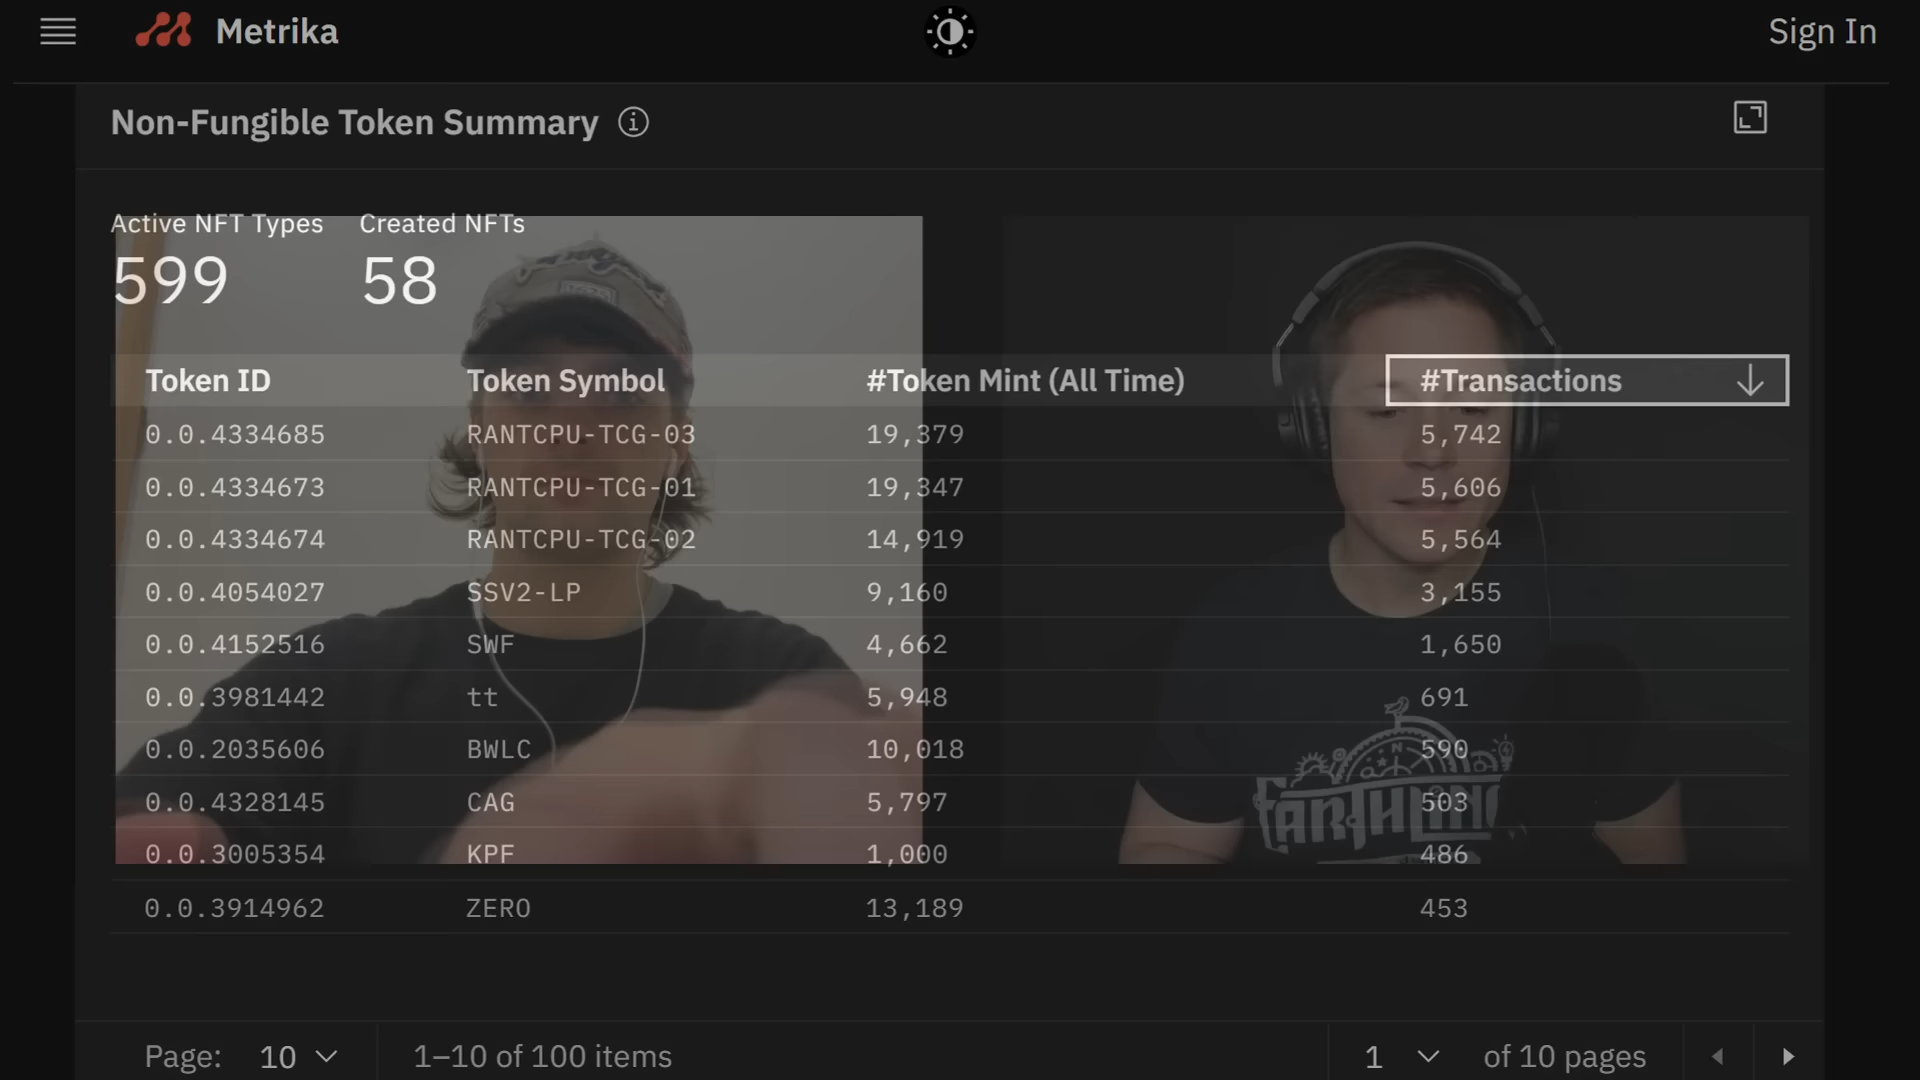 Metrika
Sign In
Non-Fungible Token Summary
Active NFT Types Created NFTs
599 58
Token ID Token Symbol #Token Mint (All Time) #Transactions
0.0.4334685 RANTCPU-TCG-03 19,379 5,742
0.0.4334673 RANTCPU-TCG-01 19,347 5,606
0.0.4334674 RANTCPU-TCG-02 14,919 5,564
0.0.4054027 SSV2-LP 9,160 3,155
0.0.4152516 SWF 4,662 1,650
0.0.3981442 tt 5,948 691
0.0.2035606 BWLC 10,018 590
0.0.4328145 CAG 5,797 503
0.0.3005354 KPF 1,000 486
0.0.3914962 ZERO 13,189 453
Page: 10 1–10 of 100 items 1 of 10 pages